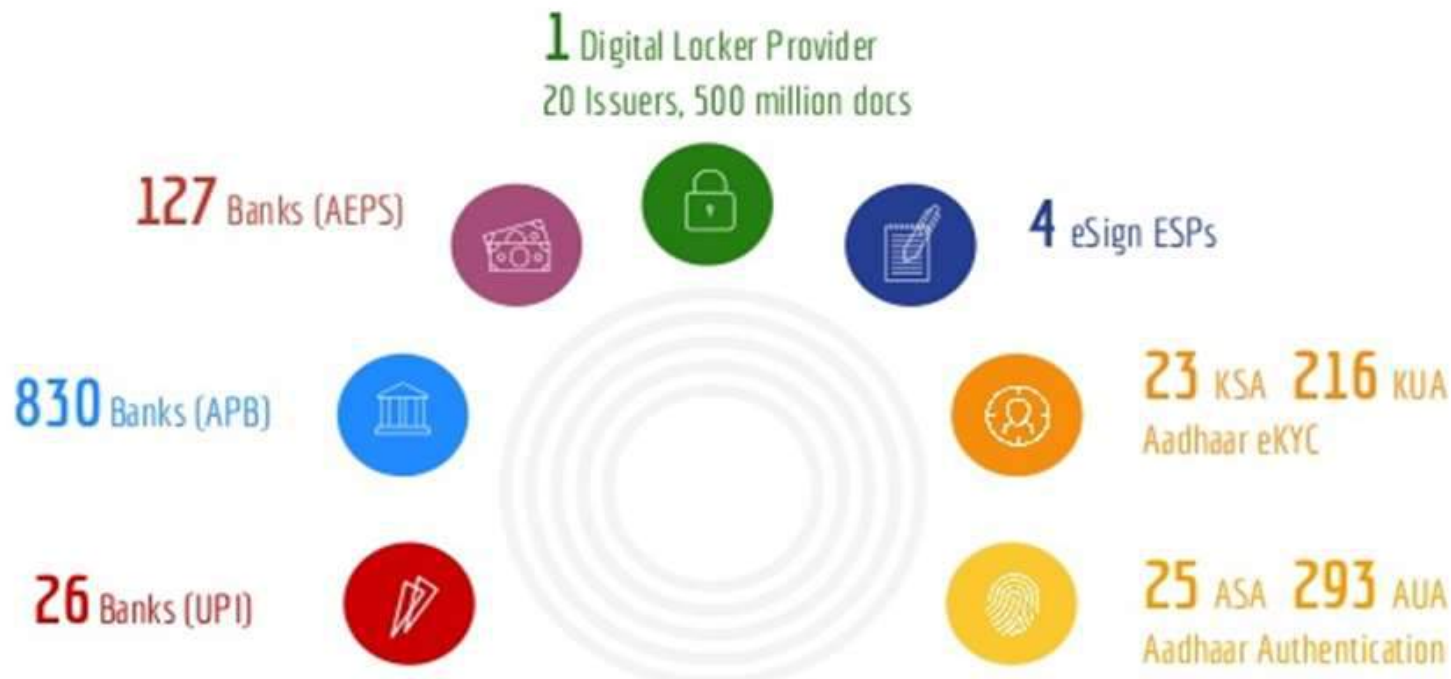 1 Digital Locker Provider
20 Issuers, 500 million docs
127 Banks (AEPS)
4 eSign ESPs
830 Banks (APB)
23 KSA 216 KUA
Aadhaar eKYC
26 Banks (UPI)
25 ASA 293 AUA
Aadhaar Authentication